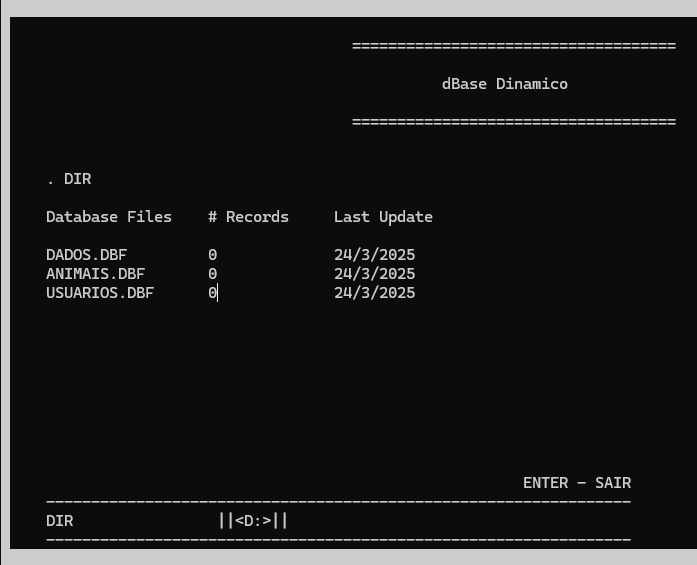 ====================================
dBase Dinamico
====================================
. DIR
Database Files # Records Last Update
DADOS.DBF 0 24/3/2025
ANIMAIS.DBF 0 24/3/2025
USUARIOS.DBF 0 24/3/2025
ENTER - SAIR
-----------------------------------------------------------------
DIR ||<D:>||
-----------------------------------------------------------------